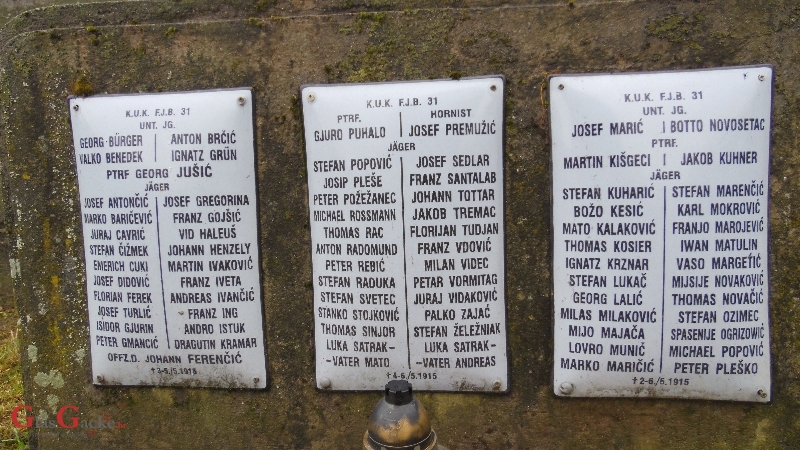 K.U.K. F.J.B. 31
UNT. JG.
GEORG BÜRGER ANTON BRČIĆ
VALKO BENEDEK IGNATZ GRÜN
PTRF GEORG JUŠIĆ
JÄGER
JOSEF ANTONČIĆ JOSEF GREGORINA
MARKO BARIČEVIĆ FRANZ GOJŠIĆ
JURAJ CAVRIĆ VID HALEUŠ
STEFAN ČIŽMEK JOHANN HENZELY
EMERICH CUKI MARTIN IVAKOVIĆ
JOSEF DIDOVIĆ FRANZ IVETA
FLORIAN FEREK ANDREAS IVANČIĆ
JOSEF TURLIĆ FRANZ ING
ISIDOR GJURIN ANDRO ISTUK
PETER GMANCIĆ DRAGUTIN KRAMAR
OFFZ.D. JOHANN FERENČIĆ
† 2-6./5.1915
K.U.K. F.J.B. 31
PTRF. HORNIST
GJURO PUHALO JOSEF PREMUŽIĆ
JÄGER
STEFAN POPOVIĆ JOSEF SEDLAR
JOSIP PLEŠE FRANZ SANTALAB
PETER POŽEŽANEC JOHANN TOTTAR
MICHAEL ROSSMANN JAKOB TREMAC
THOMAS RAC FLORIJAN TUDJAN
ANTON RADOMUND FRANZ VDOVIĆ
PETER REBIĆ MILAN VIDEC
STEFAN RADUKA PETAR VORMITAG
STEFAN SVETEC JURAJ VIDAKOVIĆ
STANKO STOJKOVIĆ PALKO ZAJAĆ
THOMAS SINJOR STEFAN ŽELEŽNIAK
LUKA SATRAK- LUKA SATRAK-
-VATER MATO -VATER ANDREAS
† 4-6./5.1915
K.U.K. F.J.B. 31
UNT. JG.
JOSEF MARIĆ BOTTO NOVOSETAC
PTRF.
MARTIN KIŠGECI JAKOB KUHNER
JÄGER
STEFAN KUHARIĆ STEFAN MARENČIĆ
BOŽO KESIĆ KARL MOKROVIĆ
MATO KALAKOVIĆ FRANJO MAROJEVIĆ
THOMAS KOSIER IWAN MATULIN
IGNATZ KRZNAR VASO MARGETIĆ
STEFAN LUKAČ MIJSIJE NOVAKOVIĆ
GEORG LALIĆ THOMAS NOVAČIĆ
MILAS MILAKOVIĆ STEFAN OZIMEC
MIJO MAJAČA SPASENIJE OGRIZOWIĆ
LOVRO MUNIĆ MICHAEL POPOVIĆ
MARKO MARIČIĆ PETER PLEŠKO
† 2-6./5.1915
Glas Gacke